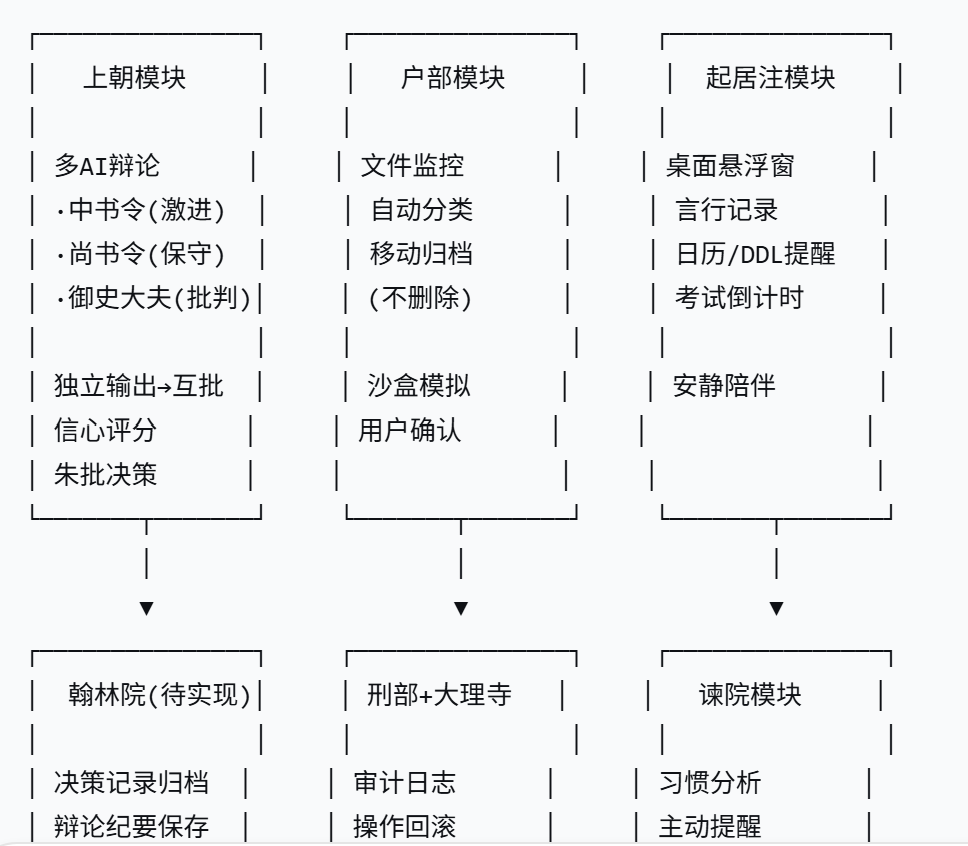 上朝模块 户部模块 起居注模块
多AI辩论 文件监控 桌面悬浮窗
·中书令(激进) 自动分类 言行记录
·尚书令(保守) 移动归档 日历/DDL提醒
·御史大夫(批判) (不删除) 考试倒计时
独立输出→互批 沙盒模拟 安静陪伴
信心评分 用户确认
朱批决策
翰林院(待实现) 刑部+大理寺 谏院模块
决策记录归档 审计日志 习惯分析
辩论纪要保存 操作回滚 主动提醒